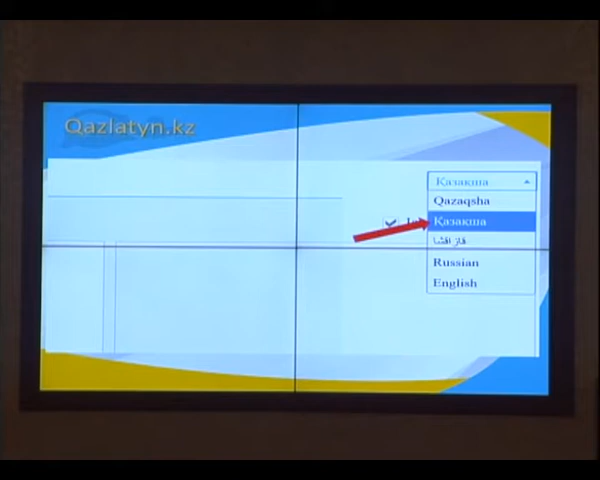 Qazlatyn.kz
Қазақша
Qazaqsha
Қазақша
قازاقشا
Russian
English